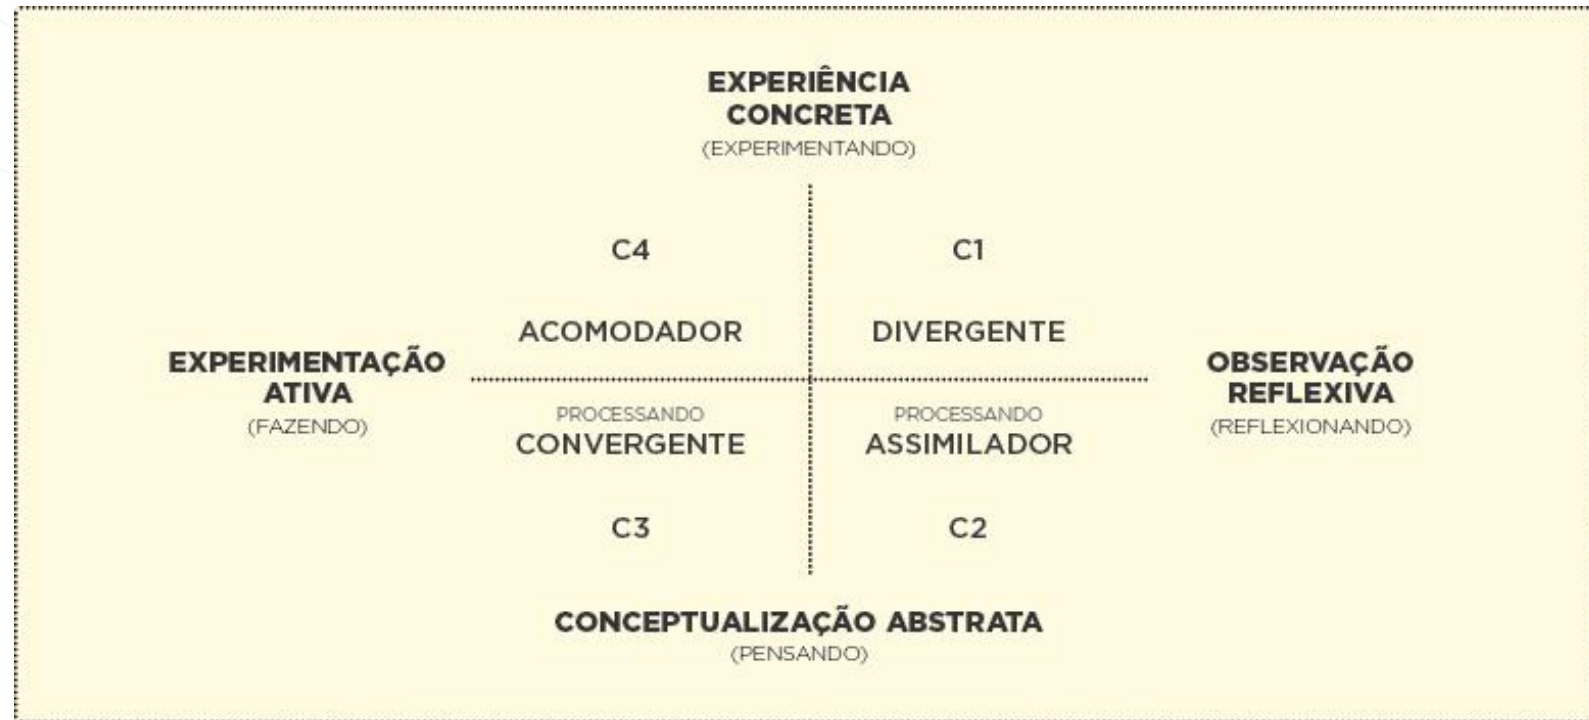 EXPERIÊNCIA
CONCRETA
(EXPERIMENTANDO)
C4
C1
ACOMODADOR
DIVERGENTE
EXPERIMENTAÇÃO
ATIVA
(FAZENDO)
OBSERVAÇÃO
REFLEXIVA
(REFLEXIONANDO)
PROCESSANDO
CONVERGENTE
PROCESSANDO
ASSIMILADOR
C3
C2
CONCEPTUALIZAÇÃO ABSTRATA
(PENSANDO)